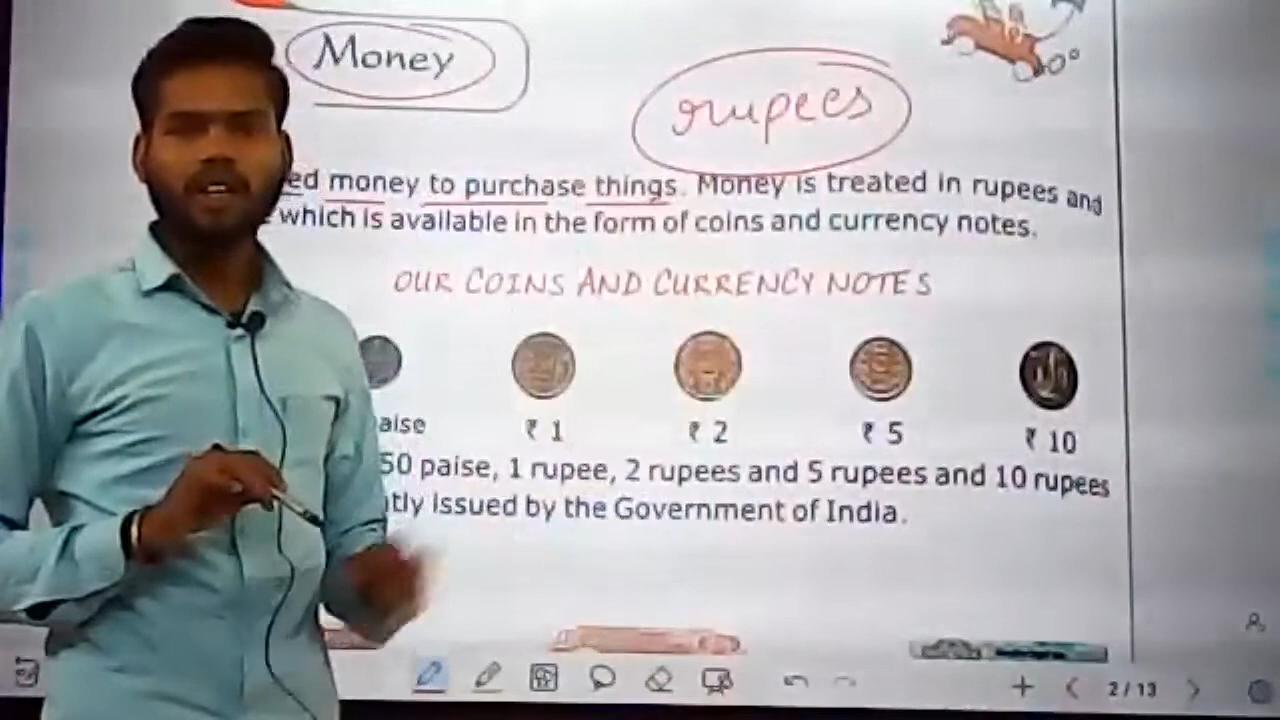 Money
rupees
ed money to purchase things. Money is treated in rupees and
which is available in the form of coins and currency notes.
OUR COINS AND CURRENCY NOTES
aise ₹ 1 ₹ 2 ₹ 5 ₹ 10
50 paise, 1 rupee, 2 rupees and 5 rupees and 10 rupees
tly issued by the Government of India.
2 / 13